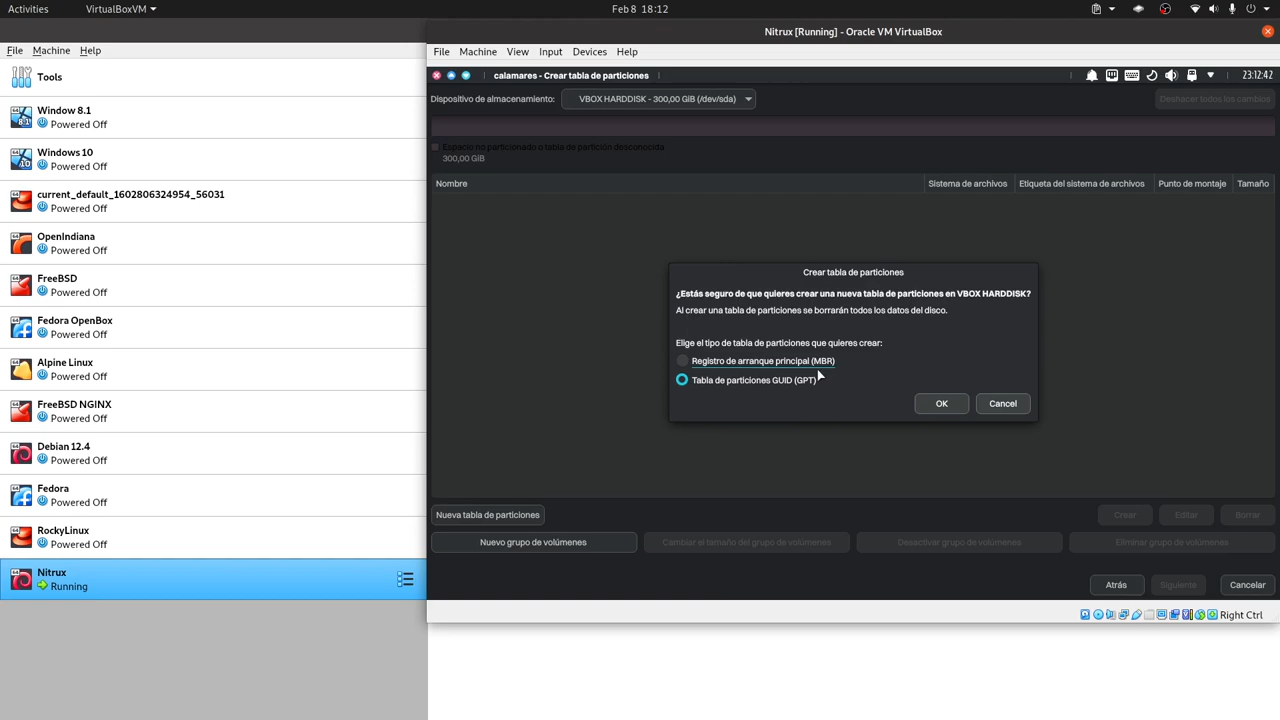 Activities
VirtualBoxVM
Feb 8 18:12
Nitrux [Running] - Oracle VM VirtualBox
File Machine Help
File Machine View Input Devices Help
Tools
Window 8.1
Powered Off
Windows 10
Powered Off
current_default_1602806324954_56031
Powered Off
OpenIndiana
Powered Off
FreeBSD
Powered Off
Fedora OpenBox
Powered Off
Alpine Linux
Powered Off
FreeBSD NGINX
Powered Off
Debian 12.4
Powered Off
Fedora
Powered Off
RockyLinux
Powered Off
Nitrux
Running
calamares - Crear tabla de particiones
23:12:42
Dispositivo de almacenamiento: VBOX HARDDISK - 300,00 GiB (/dev/sda)
Deshacer todos los cambios
Espacio no particionado o tabla de partición desconocida
300,00 GiB
Nombre Sistema de archivos Etiqueta del sistema de archivos Punto de montaje Tamaño
Crear tabla de particiones
¿Estás seguro de que quieres crear una nueva tabla de particiones en VBOX HARDDISK?
Al crear una tabla de particiones se borrarán todos los datos del disco.
Elige el tipo de tabla de particiones que quieres crear:
Registro de arranque principal (MBR)
Tabla de particiones GUID (GPT)
OK Cancel
Nueva tabla de particiones
Crear Editar Borrar
Nuevo grupo de volúmenes
Cambiar el tamaño del grupo de volúmenes
Desactivar grupo de volúmenes
Eliminar grupo de volúmenes
Atrás Siguiente Cancelar
Right Ctrl